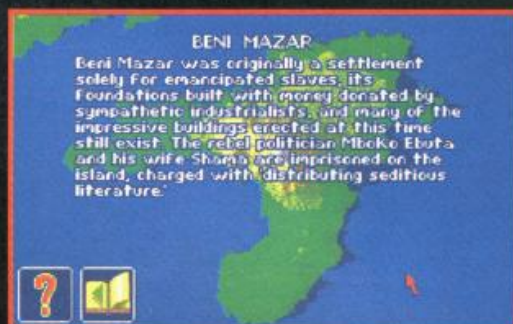 BENI MAZAR
Beni Mazar was originally a settlement
solely for emancipated slaves, its
foundations built with money donated by
sympathetic industrialists, and many of the
impressive buildings erected at this time
still exist. The rebel politician Mboko Ebuta
and his wife Shama are imprisoned on the
island, charged with distributing seditious
literature.'
?